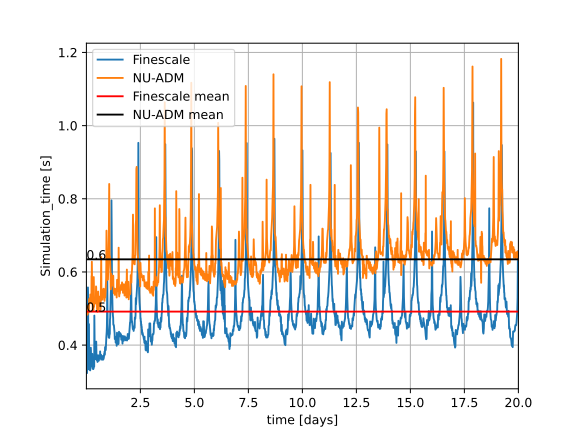 1.2
1.0
0.8
0.6
0.4
Simulation_time [s]
Finescale
NU-ADM
Finescale mean
NU-ADM mean
0.6
0.5
2.5 5.0 7.5 10.0 12.5 15.0 17.5 20.0
time [days]